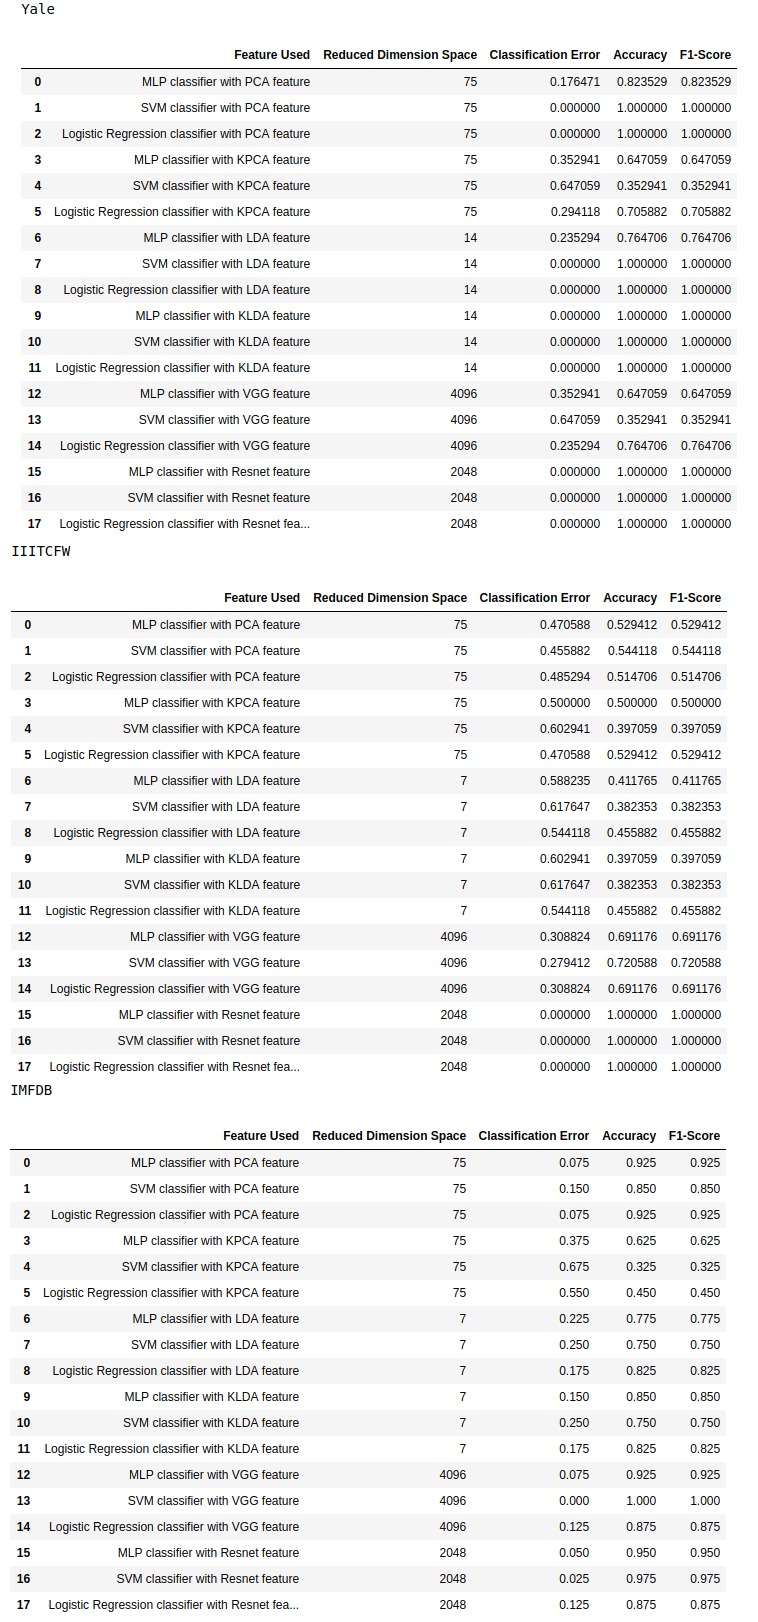 Yale
Feature Used Reduced Dimension Space Classification Error Accuracy F1-Score
0 MLP classifier with PCA feature 75 0.176471 0.823529 0.823529
1 SVM classifier with PCA feature 75 0.000000 1.000000 1.000000
2 Logistic Regression classifier with PCA feature 75 0.000000 1.000000 1.000000
3 MLP classifier with KPCA feature 75 0.352941 0.647059 0.647059
4 SVM classifier with KPCA feature 75 0.647059 0.352941 0.352941
5 Logistic Regression classifier with KPCA feature 75 0.294118 0.705882 0.705882
6 MLP classifier with LDA feature 14 0.235294 0.764706 0.764706
7 SVM classifier with LDA feature 14 0.000000 1.000000 1.000000
8 Logistic Regression classifier with LDA feature 14 0.000000 1.000000 1.000000
9 MLP classifier with KLDA feature 14 0.000000 1.000000 1.000000
10 SVM classifier with KLDA feature 14 0.000000 1.000000 1.000000
11 Logistic Regression classifier with KLDA feature 14 0.000000 1.000000 1.000000
12 MLP classifier with VGG feature 4096 0.352941 0.647059 0.647059
13 SVM classifier with VGG feature 4096 0.647059 0.352941 0.352941
14 Logistic Regression classifier with VGG feature 4096 0.235294 0.764706 0.764706
15 MLP classifier with Resnet feature 2048 0.000000 1.000000 1.000000
16 SVM classifier with Resnet feature 2048 0.000000 1.000000 1.000000
17 Logistic Regression classifier with Resnet fea... 2048 0.000000 1.000000 1.000000
IIITCFW
Feature Used Reduced Dimension Space Classification Error Accuracy F1-Score
0 MLP classifier with PCA feature 75 0.470588 0.529412 0.529412
1 SVM classifier with PCA feature 75 0.455882 0.544118 0.544118
2 Logistic Regression classifier with PCA feature 75 0.485294 0.514706 0.514706
3 MLP classifier with KPCA feature 75 0.500000 0.500000 0.500000
4 SVM classifier with KPCA feature 75 0.602941 0.397059 0.397059
5 Logistic Regression classifier with KPCA feature 75 0.470588 0.529412 0.529412
6 MLP classifier with LDA feature 7 0.588235 0.411765 0.411765
7 SVM classifier with LDA feature 7 0.617647 0.382353 0.382353
8 Logistic Regression classifier with LDA feature 7 0.544118 0.455882 0.455882
9 MLP classifier with KLDA feature 7 0.602941 0.397059 0.397059
10 SVM classifier with KLDA feature 7 0.617647 0.382353 0.382353
11 Logistic Regression classifier with KLDA feature 7 0.544118 0.455882 0.455882
12 MLP classifier with VGG feature 4096 0.308824 0.691176 0.691176
13 SVM classifier with VGG feature 4096 0.279412 0.720588 0.720588
14 Logistic Regression classifier with VGG feature 4096 0.308824 0.691176 0.691176
15 MLP classifier with Resnet feature 2048 0.000000 1.000000 1.000000
16 SVM classifier with Resnet feature 2048 0.000000 1.000000 1.000000
17 Logistic Regression classifier with Resnet fea... 2048 0.000000 1.000000 1.000000
IMFDB
Feature Used Reduced Dimension Space Classification Error Accuracy F1-Score
0 MLP classifier with PCA feature 75 0.075 0.925 0.925
1 SVM classifier with PCA feature 75 0.150 0.850 0.850
2 Logistic Regression classifier with PCA feature 75 0.075 0.925 0.925
3 MLP classifier with KPCA feature 75 0.375 0.625 0.625
4 SVM classifier with KPCA feature 75 0.675 0.325 0.325
5 Logistic Regression classifier with KPCA feature 75 0.550 0.450 0.450
6 MLP classifier with LDA feature 7 0.225 0.775 0.775
7 SVM classifier with LDA feature 7 0.250 0.750 0.750
8 Logistic Regression classifier with LDA feature 7 0.175 0.825 0.825
9 MLP classifier with KLDA feature 7 0.150 0.850 0.850
10 SVM classifier with KLDA feature 7 0.250 0.750 0.750
11 Logistic Regression classifier with KLDA feature 7 0.175 0.825 0.825
12 MLP classifier with VGG feature 4096 0.075 0.925 0.925
13 SVM classifier with VGG feature 4096 0.000 1.000 1.000
14 Logistic Regression classifier with VGG feature 4096 0.125 0.875 0.875
15 MLP classifier with Resnet feature 2048 0.050 0.950 0.950
16 SVM classifier with Resnet feature 2048 0.025 0.975 0.975
17 Logistic Regression classifier with Resnet fea... 2048 0.125 0.875 0.875